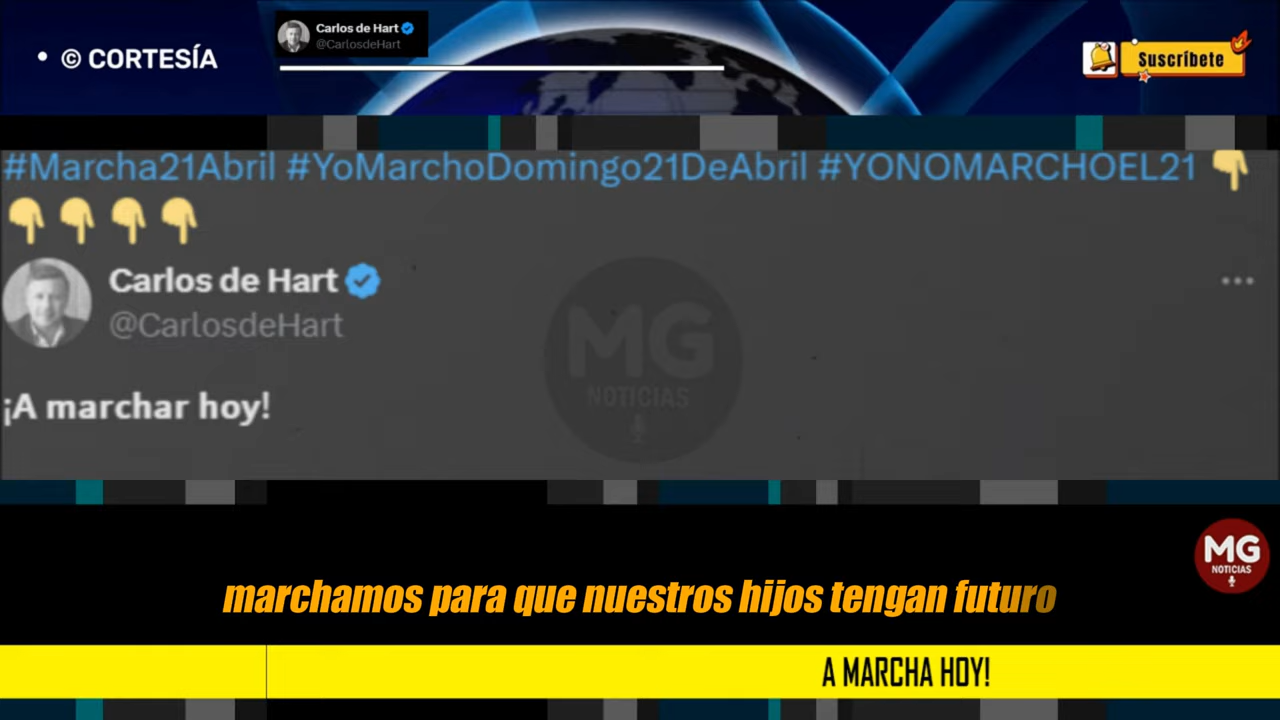 • © CORTESÍA
Carlos de Hart
@CarlosdeHart
Suscríbete
#Marcha21Abril #YoMarchoDomingo21DeAbril #YONOMARCHOEL21 👇
👇👇👇👇
Carlos de Hart
@CarlosdeHart
¡A marchar hoy!
MG
NOTICIAS
MG
NOTICIAS
marchamos para que nuestros hijos tengan futuro
A MARCHA HOY!